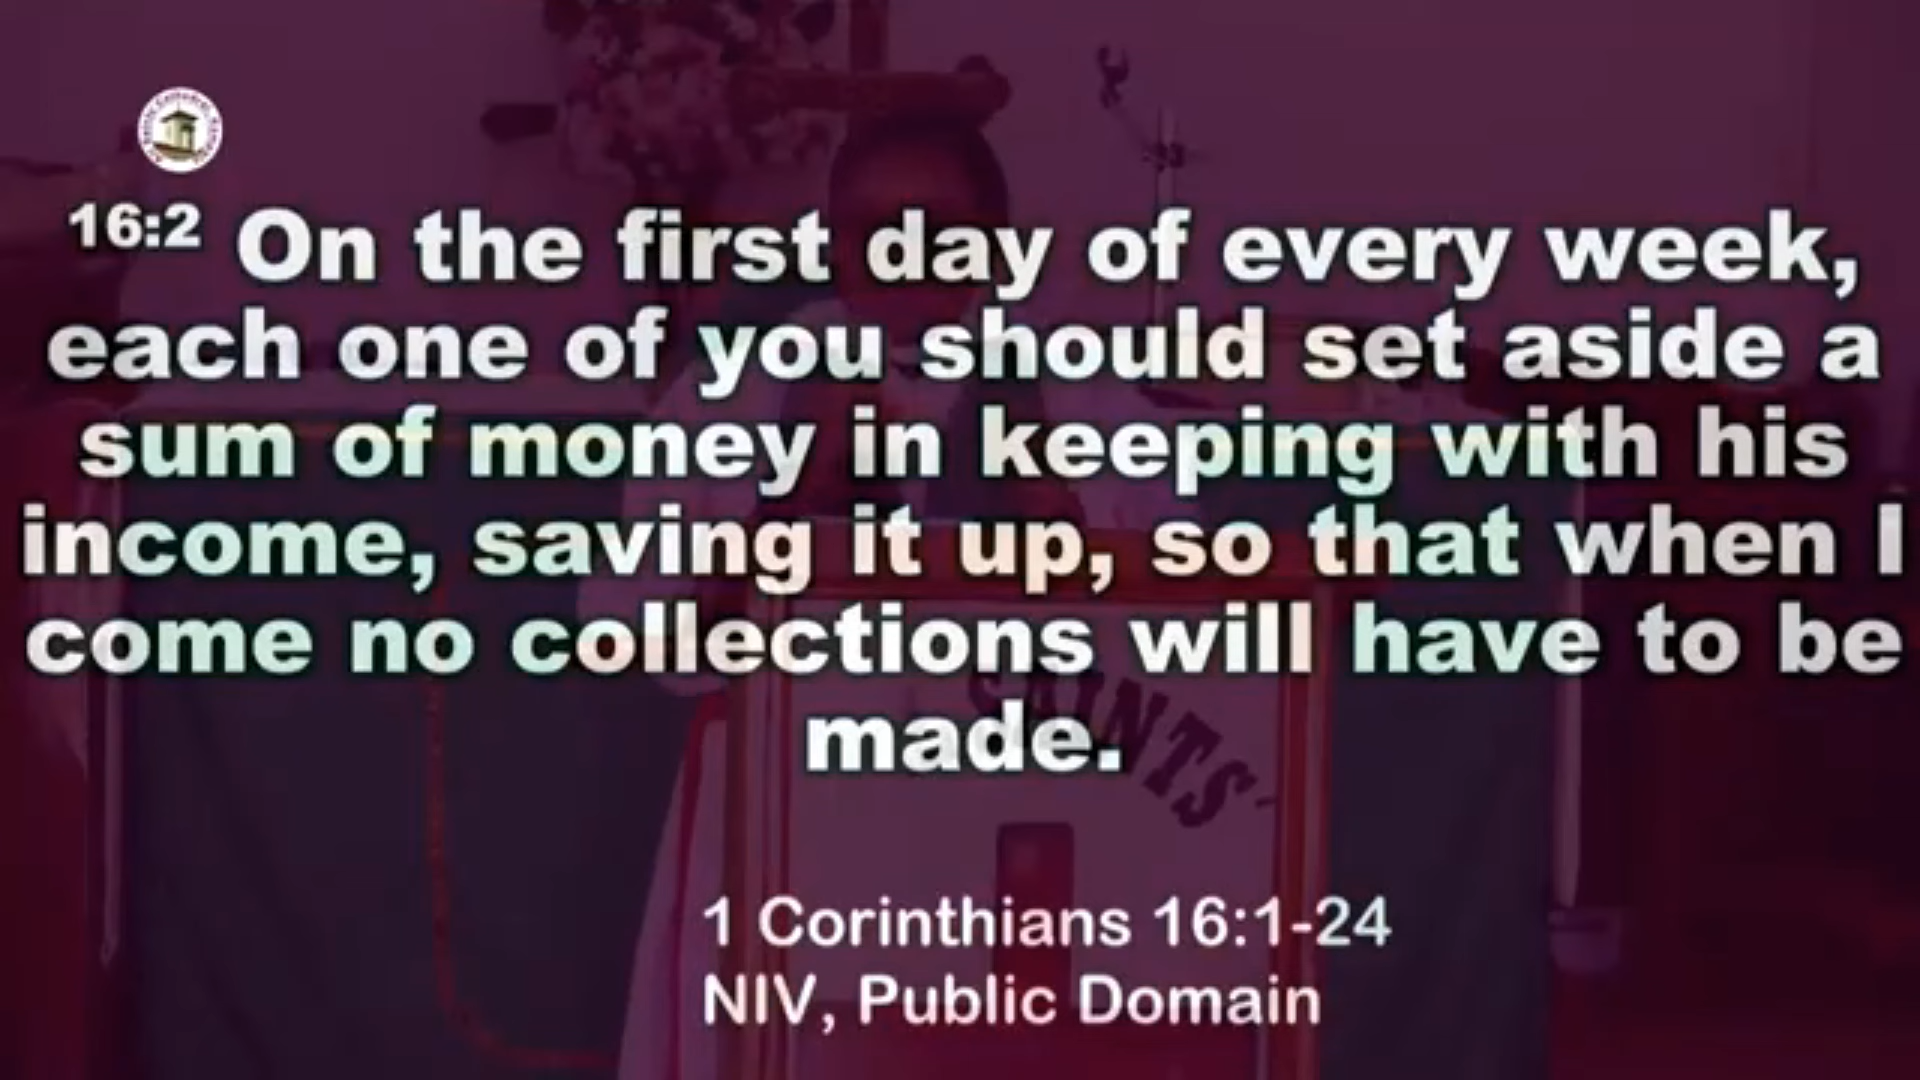 16:2 On the first day of every week,
each one of you should set aside a
sum of money in keeping with his
income, saving it up, so that when I
come no collections will have to be
made.
SAINTS'
1 Corinthians 16:1-24
NIV, Public Domain